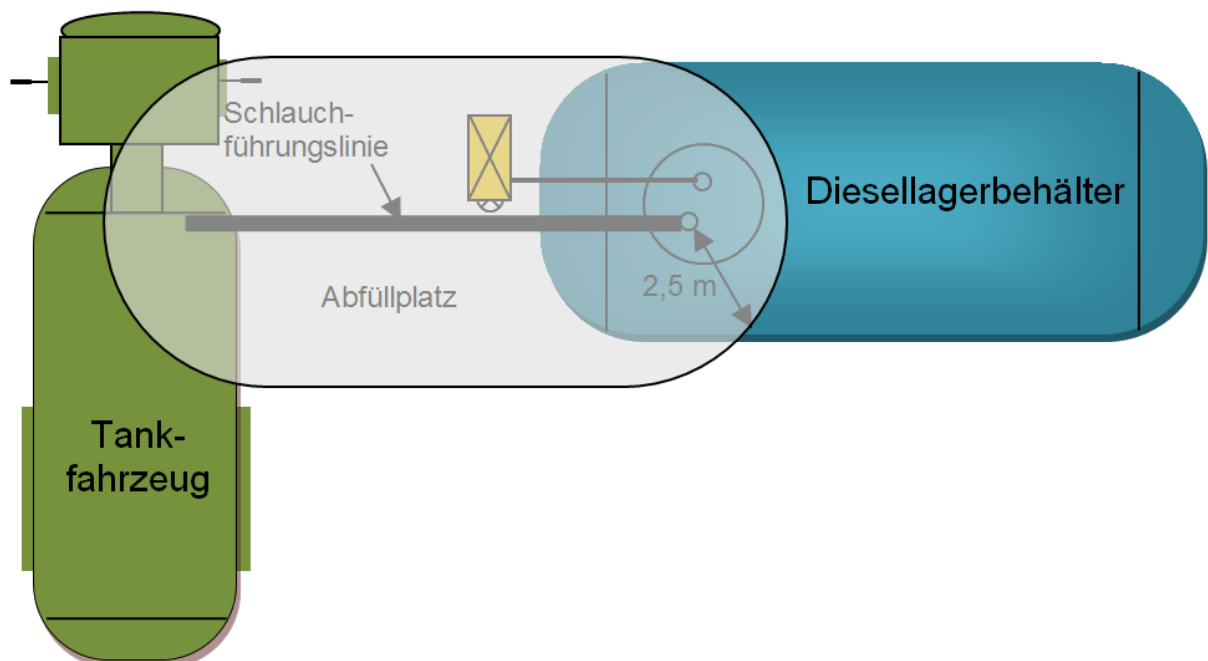 Schlauch-
führungslinie
Diesellagerbehälter
2,5 m
Abfüllplatz
Tank-
fahrzeug